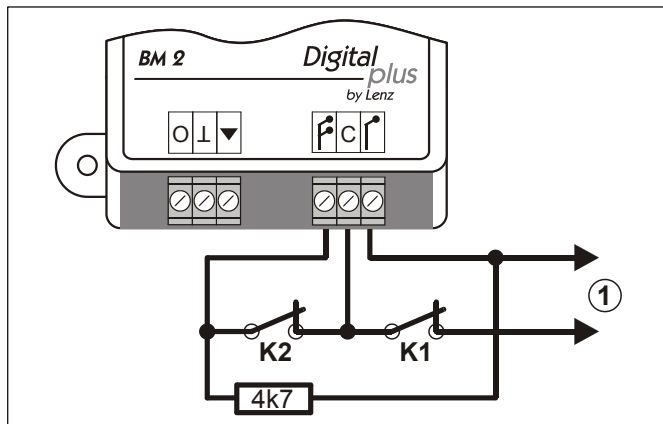 BM 2
Digital
plus
by Lenz
O ⊥ ▼
C
1
K2
K1
4k7